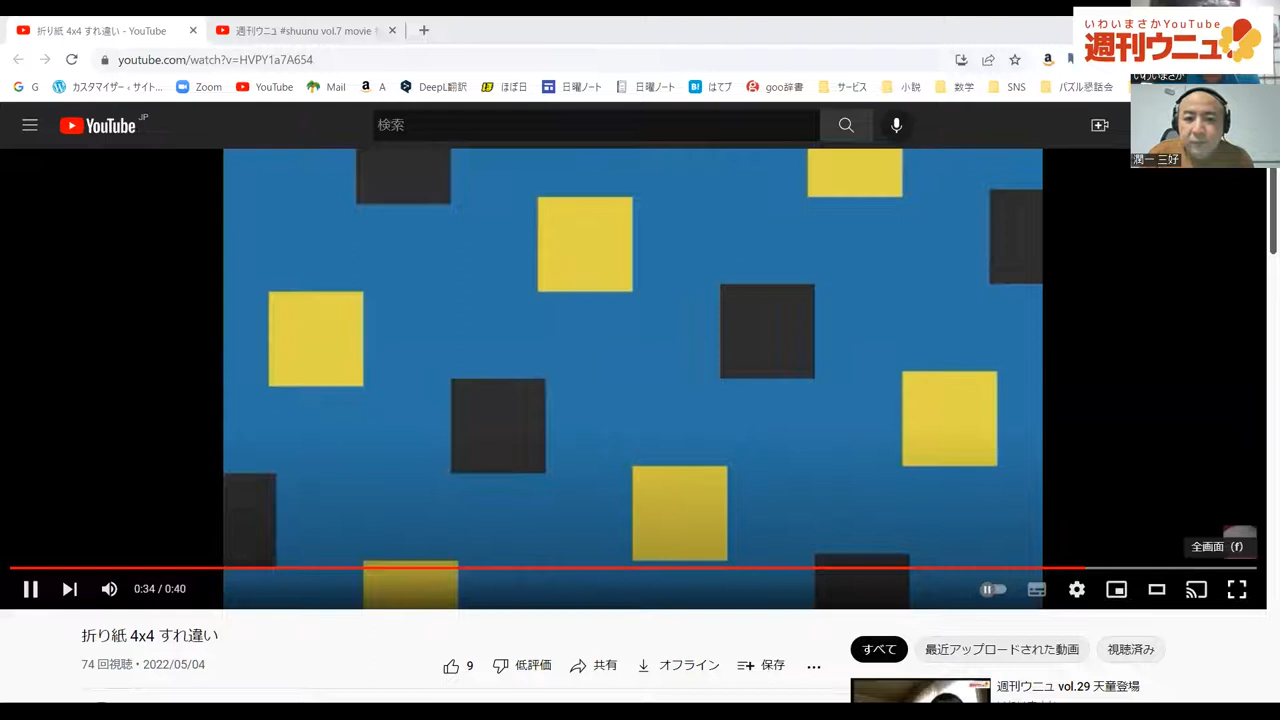 折り紙 4x4 すれ違い - YouTube
週刊ウニュ #shuunu vol.7 movie
いわいまさかYouTube
週刊ウニュ
youtube.com/watch?v=HVPY1a7A654
G
カスタマイザー ‹ サイト…
Zoom
YouTube
Mail
A
DeepL
ほぼ日
日曜ノート
日曜ノート
はてブ
goo辞書
サービス
小説
数学
SNS
パズル懇話会
いわいまさか
YouTube JP
検索
潤一 三好
全画面（f）
0:34 / 0:40
折り紙 4x4 すれ違い
74 回視聴・2022/05/04
9
低評価
共有
オフライン
保存
すべて
最近アップロードされた動画
視聴済み
週刊ウニュ vol.29 天童登場